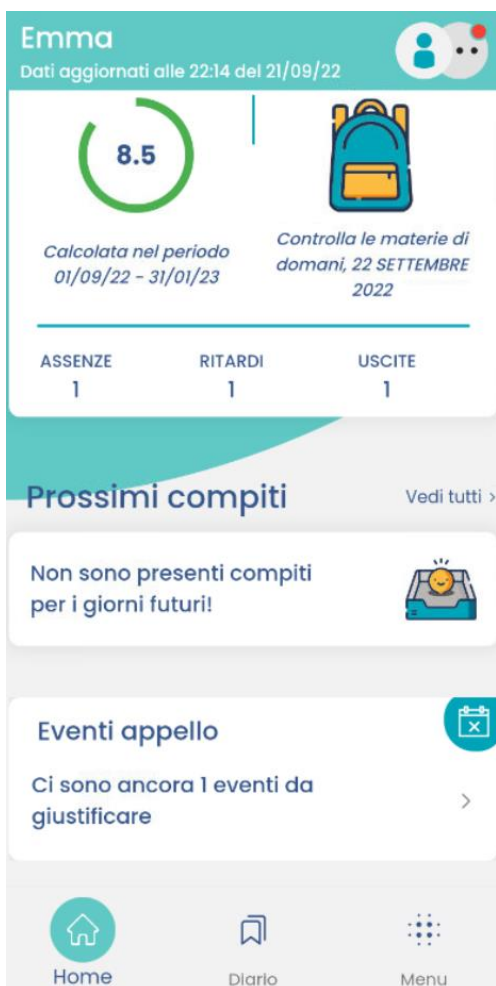 Emma
Dati aggiornati alle 22:14 del 21/09/22
8.5
Calcolata nel periodo
01/09/22 - 31/01/23
Controlla le materie di
domani, 22 SETTEMBRE
2022
ASSENZE RITARDI USCITE
1 1 1
Prossimi compiti Vedi tutti >
Non sono presenti compiti
per i giorni futuri!
Eventi appello
Ci sono ancora 1 eventi da
giustificare
Home Diario Menu